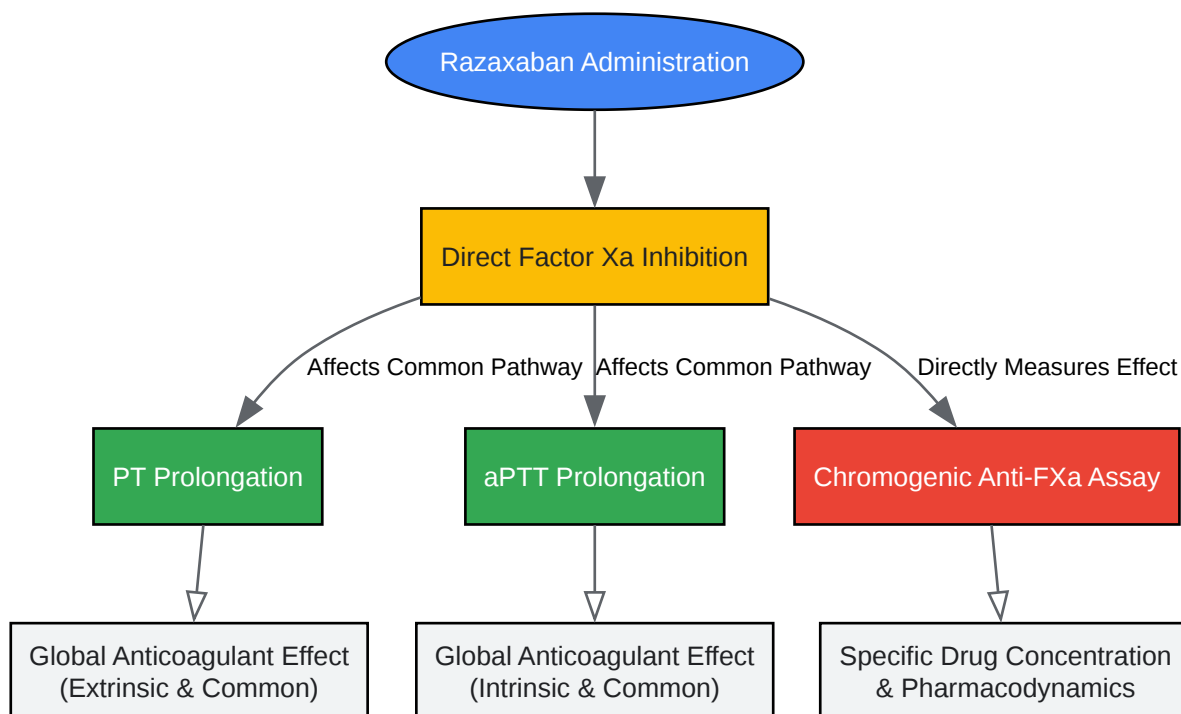 Razaxaban Administration
Direct Factor Xa Inhibition
Affects Common Pathway
Affects Common Pathway
Directly Measures Effect
PT Prolongation
aPTT Prolongation
Chromogenic Anti-FXa Assay
Global Anticoagulant Effect
(Extrinsic & Common)
Global Anticoagulant Effect
(Intrinsic & Common)
Specific Drug Concentration
& Pharmacodynamics